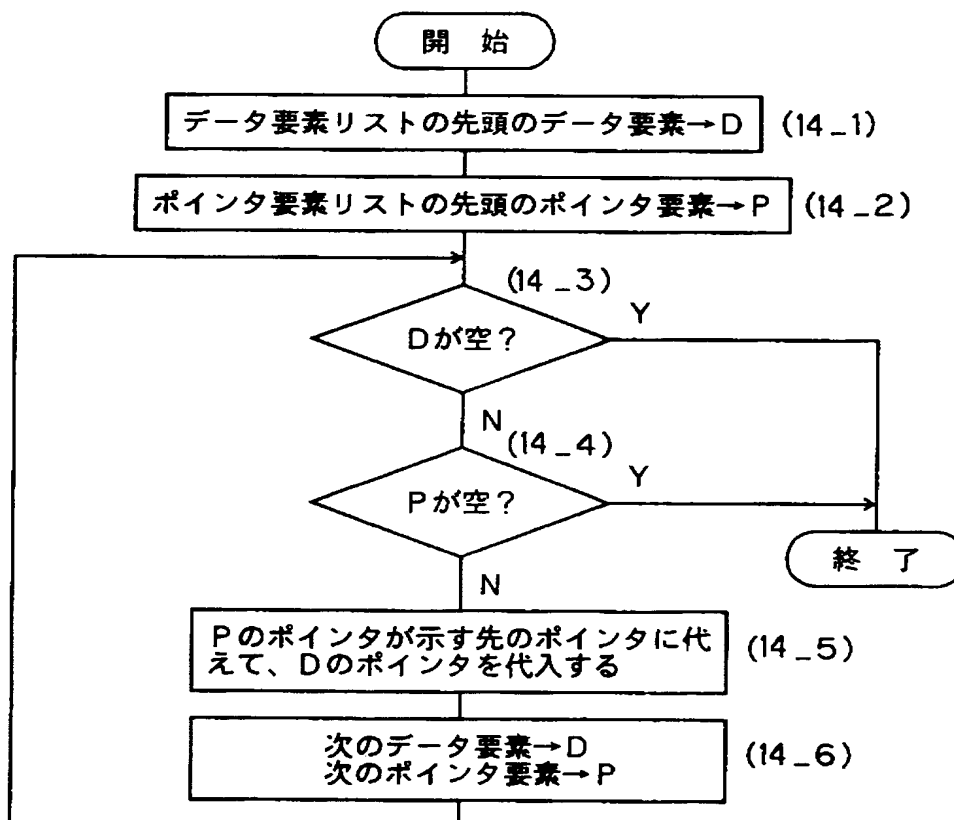 開 始
データ要素リストの先頭のデータ要素→D (14_1)
ポインタ要素リストの先頭のポインタ要素→P (14_2)
(14_3)
Dが空？
Y
N
(14_4)
Pが空？
Y
終 了
N
Pのポインタが示す先のポインタに代
えて、Dのポインタを代入する
(14_5)
次のデータ要素→D
次のポインタ要素→P
(14_6)